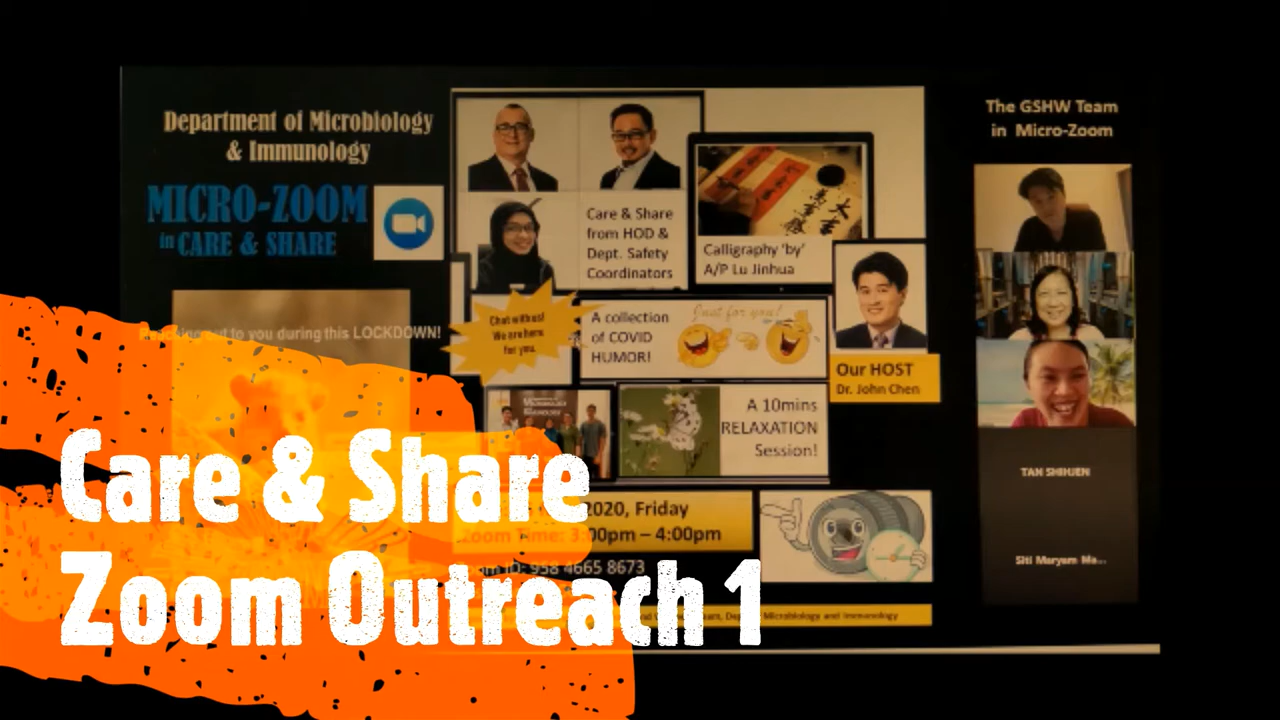 Department of Microbiology
& Immunology
MICRO-ZOOM
in CARE & SHARE
to you during this LOCKDOWN!
Care & Share
from HOD &
Dept. Safety
Coordinators
Calligraphy 'by'
A/P Lu Jinhua
Chat with us!
We are here
for you.
A collection
of COVID
HUMOR!
Just for you!
Our HOST
Dr. John Chen
A 10mins
RELAXATION
Session!
2020, Friday
Zoom Time: 3:00pm – 4:00pm
ID: 938 4665 8673
Microbiology and Immunology
The GSHW Team
in Micro-Zoom
TAN SHIHUEN
Siti Maryam Ma...
Care & Share
Zoom Outreach 1